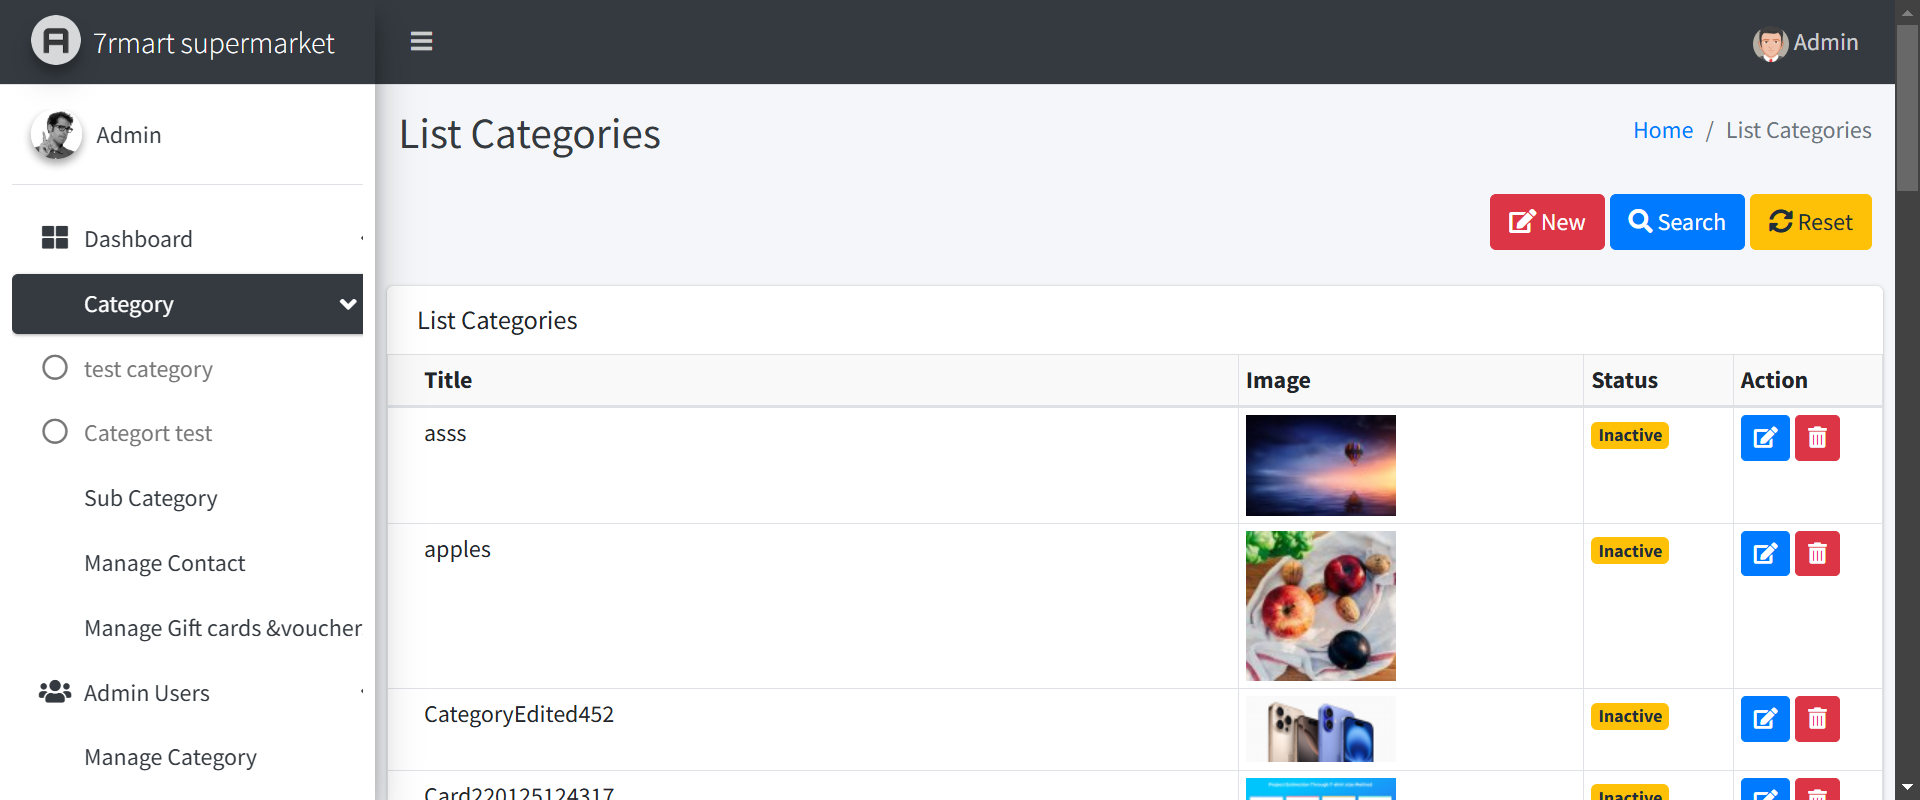 7rmart supermarket
Admin
Admin
List Categories
Home / List Categories
New
Search
Reset
Dashboard
Category
test category
Categort test
Sub Category
Manage Contact
Manage Gift cards &voucher
Admin Users
Manage Category
List Categories
Title Image Status Action
asss Inactive
apples Inactive
CategoryEdited452 Inactive
Card220125124317 Inactive